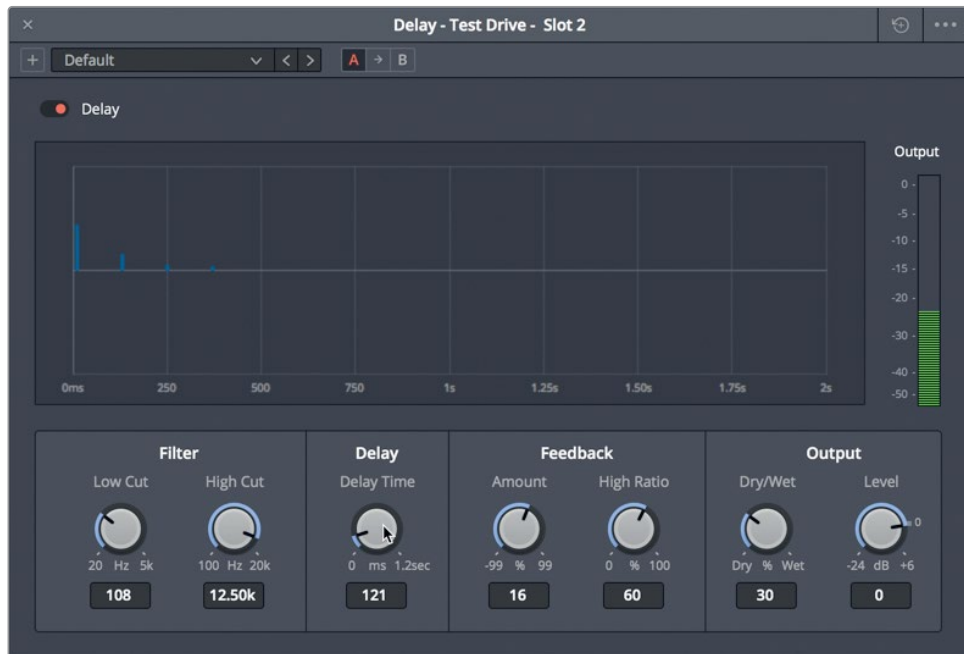 Delay - Test Drive - Slot 2
Default
A
B
Delay
Output
0 -
-5 -
-10 -
-15 -
-20 -
-30 -
-40 -
-50 -
0ms 250 500 750 1s 1.25s 1.50s 1.75s 2s
Filter Delay Feedback Output
Low Cut High Cut Delay Time Amount High Ratio Dry/Wet Level
0
20 Hz 5k 100 Hz 20k 0 ms 1.2sec -99 % 99 0 % 100 Dry % Wet -24 dB +6
108 12.50k 121 16 60 30 0